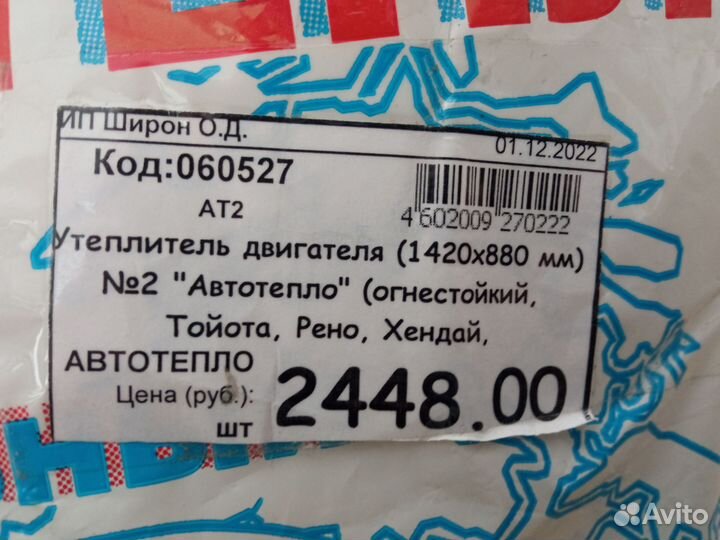 ИП Широн О.Д.
01.12.2022
Код:060527
АТ2
4 602009 270222
Утеплитель двигателя (1420х880 мм)
№2 "Автотепло" (огнестойкий,
Тойота, Рено, Хендай,
АВТОТЕПЛО
Цена (руб.):
2448.00
шт
Avito